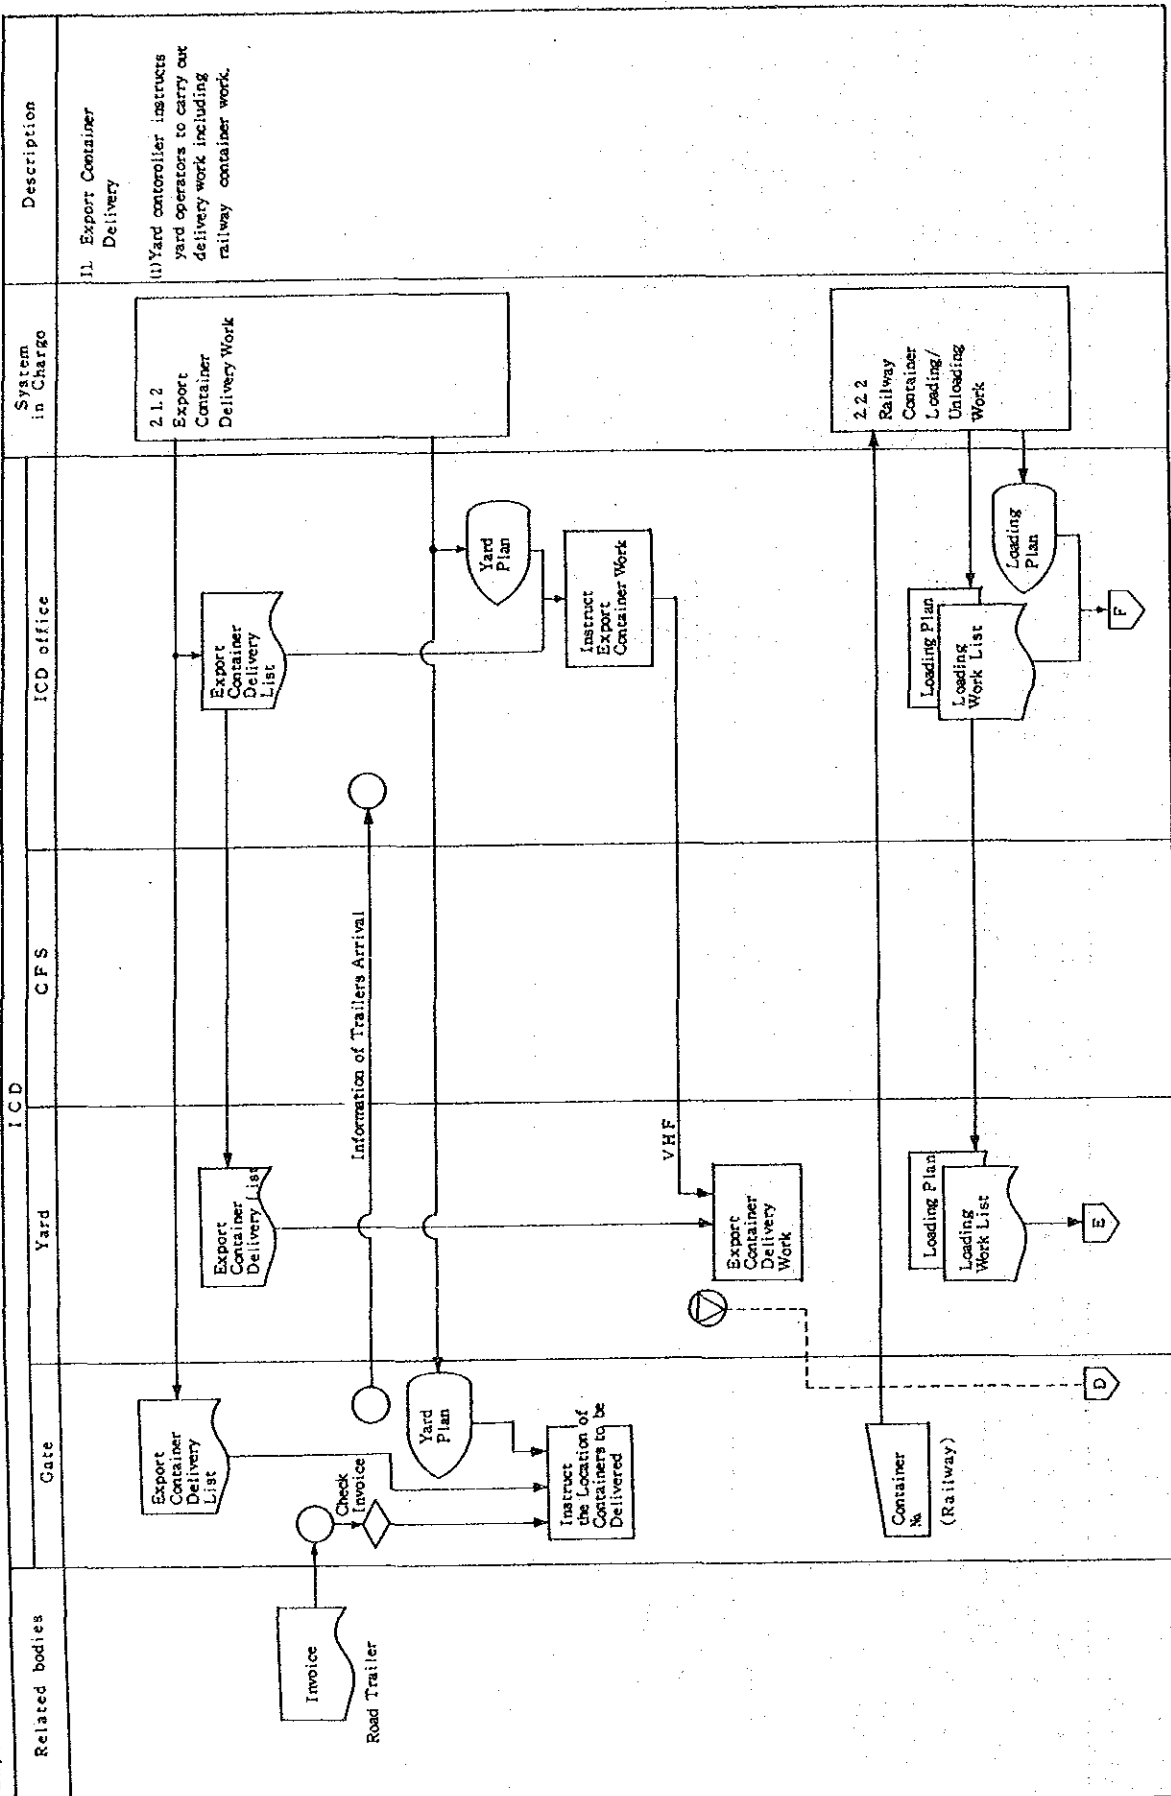 Related bodies
ICD
Gate
Yard
CFS
ICD office
System
in Chargo
Description
Invoice
Road Trailer
Export
Container
Delivery
List
Check
Invoice
Yard
Plan
Instruct
the Location of
Containers to be
Delivered
Container
№
(Railway)
D
Export
Container
Delivery List
Information of Trailers Arrival
VHF
Export
Container
Delivery
Work
Loading Plan
Loading
Work List
E
Export
Container
Delivery
List
Yard
Plan
Instruct
Export
Container Work
Loading Plan
Loading
Work List
Loading
Plan
F
2 1. 2
Export
Container
Delivery Work
2 2 2
Railway
Container
Loading/
Unloading
Work
11. Export Container
Delivery
(1) Yard contoroller instructs
yard operators to carry out
delivery work including
railway container work.